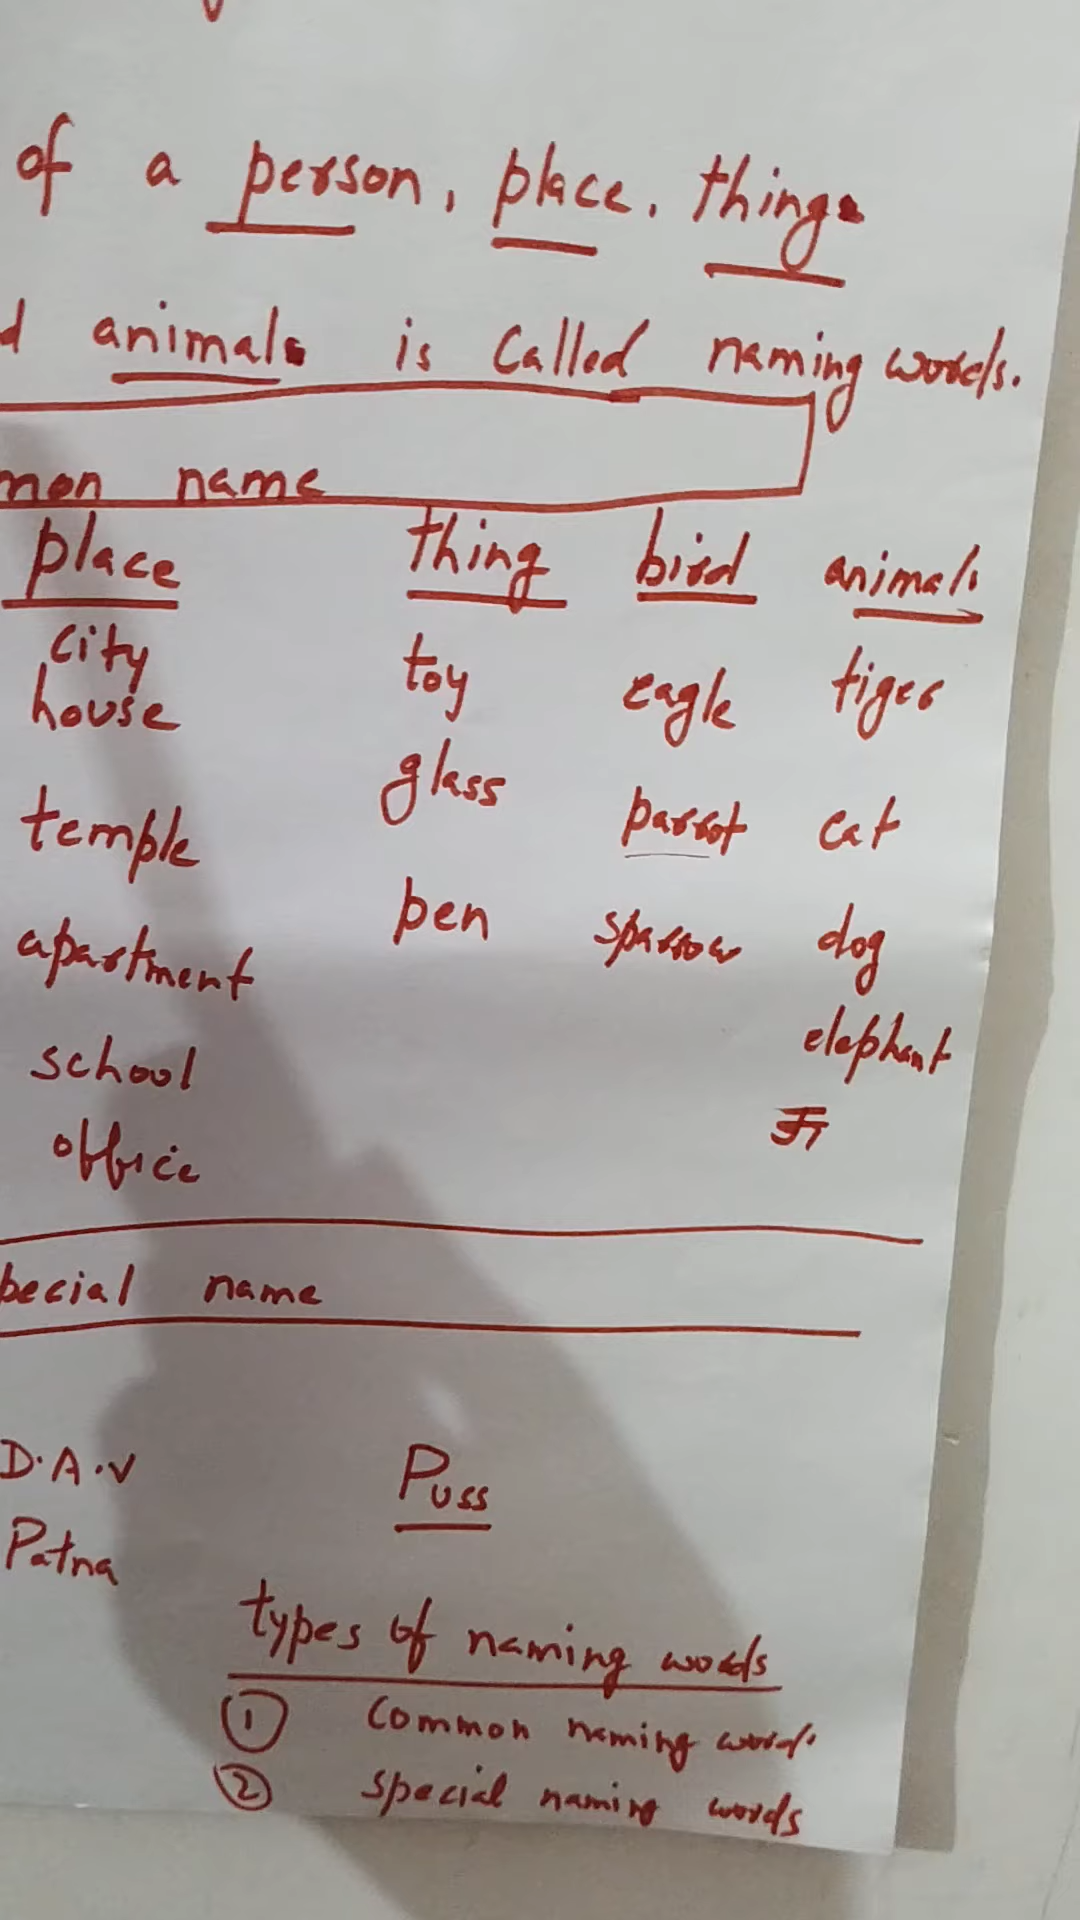 of a person, place, thing
d animals is called naming words.
mon name
place thing bird animals
city toy eagle tiger
house glass parrot cat
temple pen sparrow dog
apartment elephant
school
office
pecial name
D.A.V Puss
Patna
types of naming words
1 Common naming words
2 special naming words